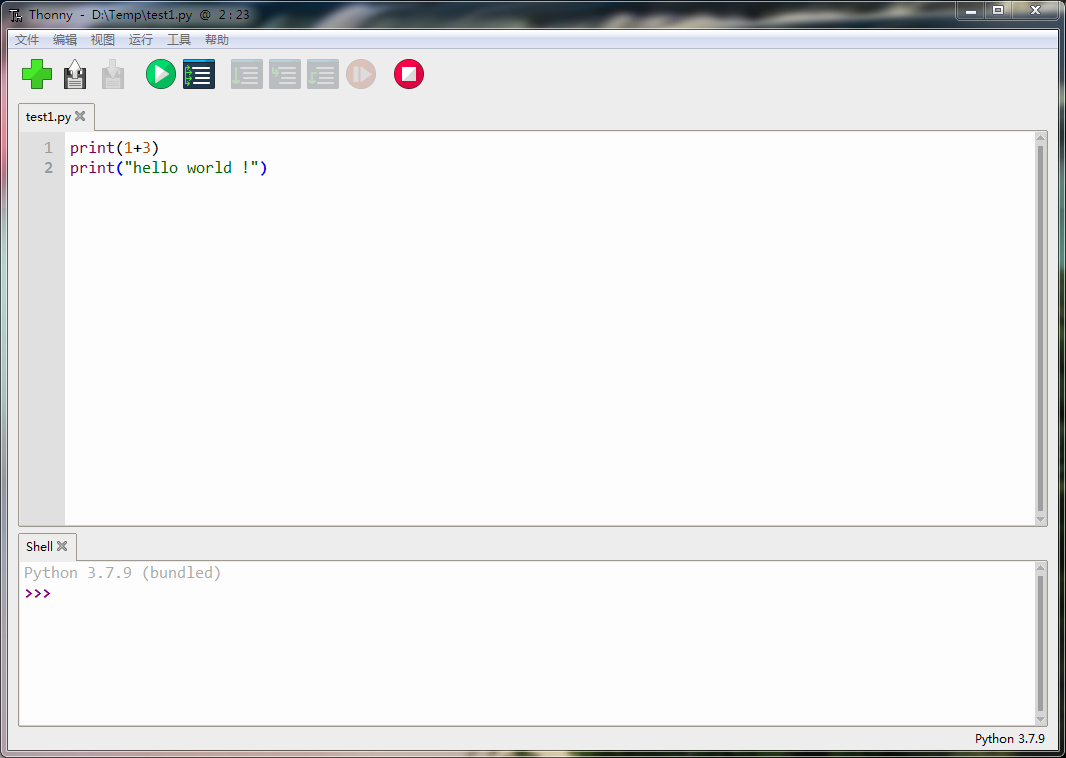 Thonny - D:\Temp\test1.py @ 2 : 23
文件 编辑 视图 运行 工具 帮助
test1.py
1 print(1+3)
2 print("hello world !")
Shell
Python 3.7.9 (bundled)
>>>
Python 3.7.9